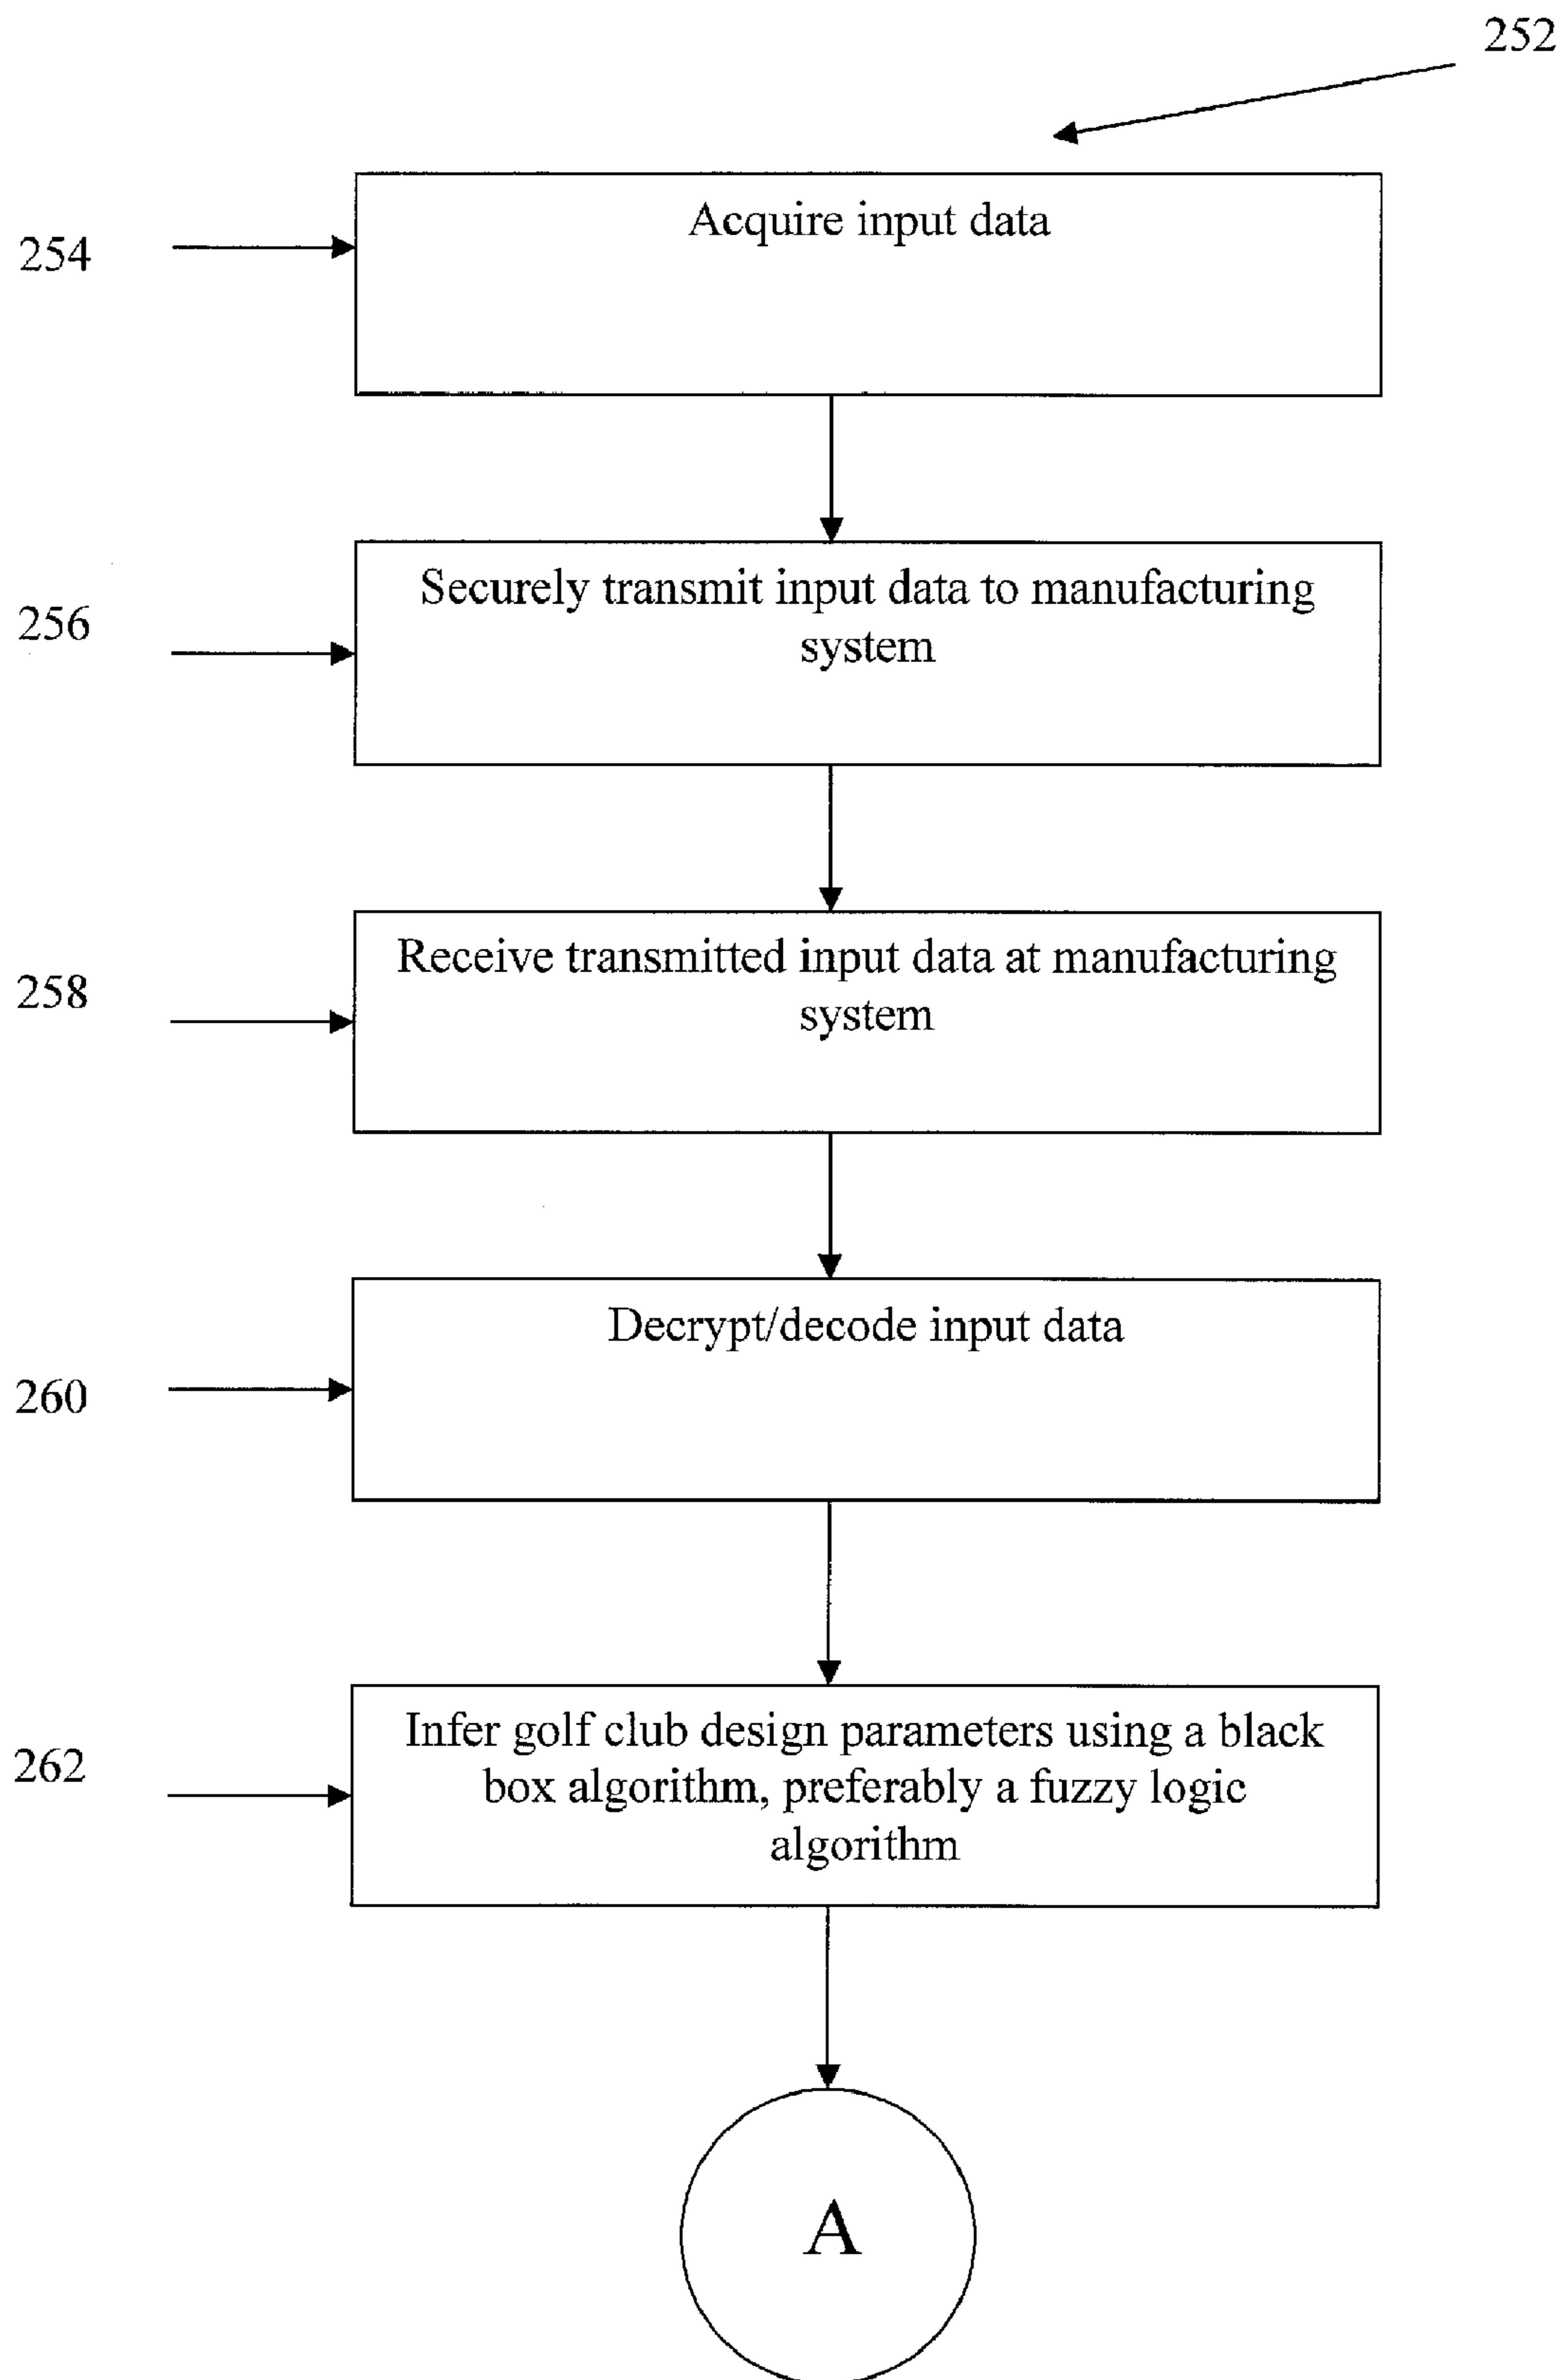 252
254
Acquire input data
256
Securely transmit input data to manufacturing
system
258
Receive transmitted input data at manufacturing
system
260
Decrypt/decode input data
262
Infer golf club design parameters using a black
box algorithm, preferably a fuzzy logic
algorithm
A